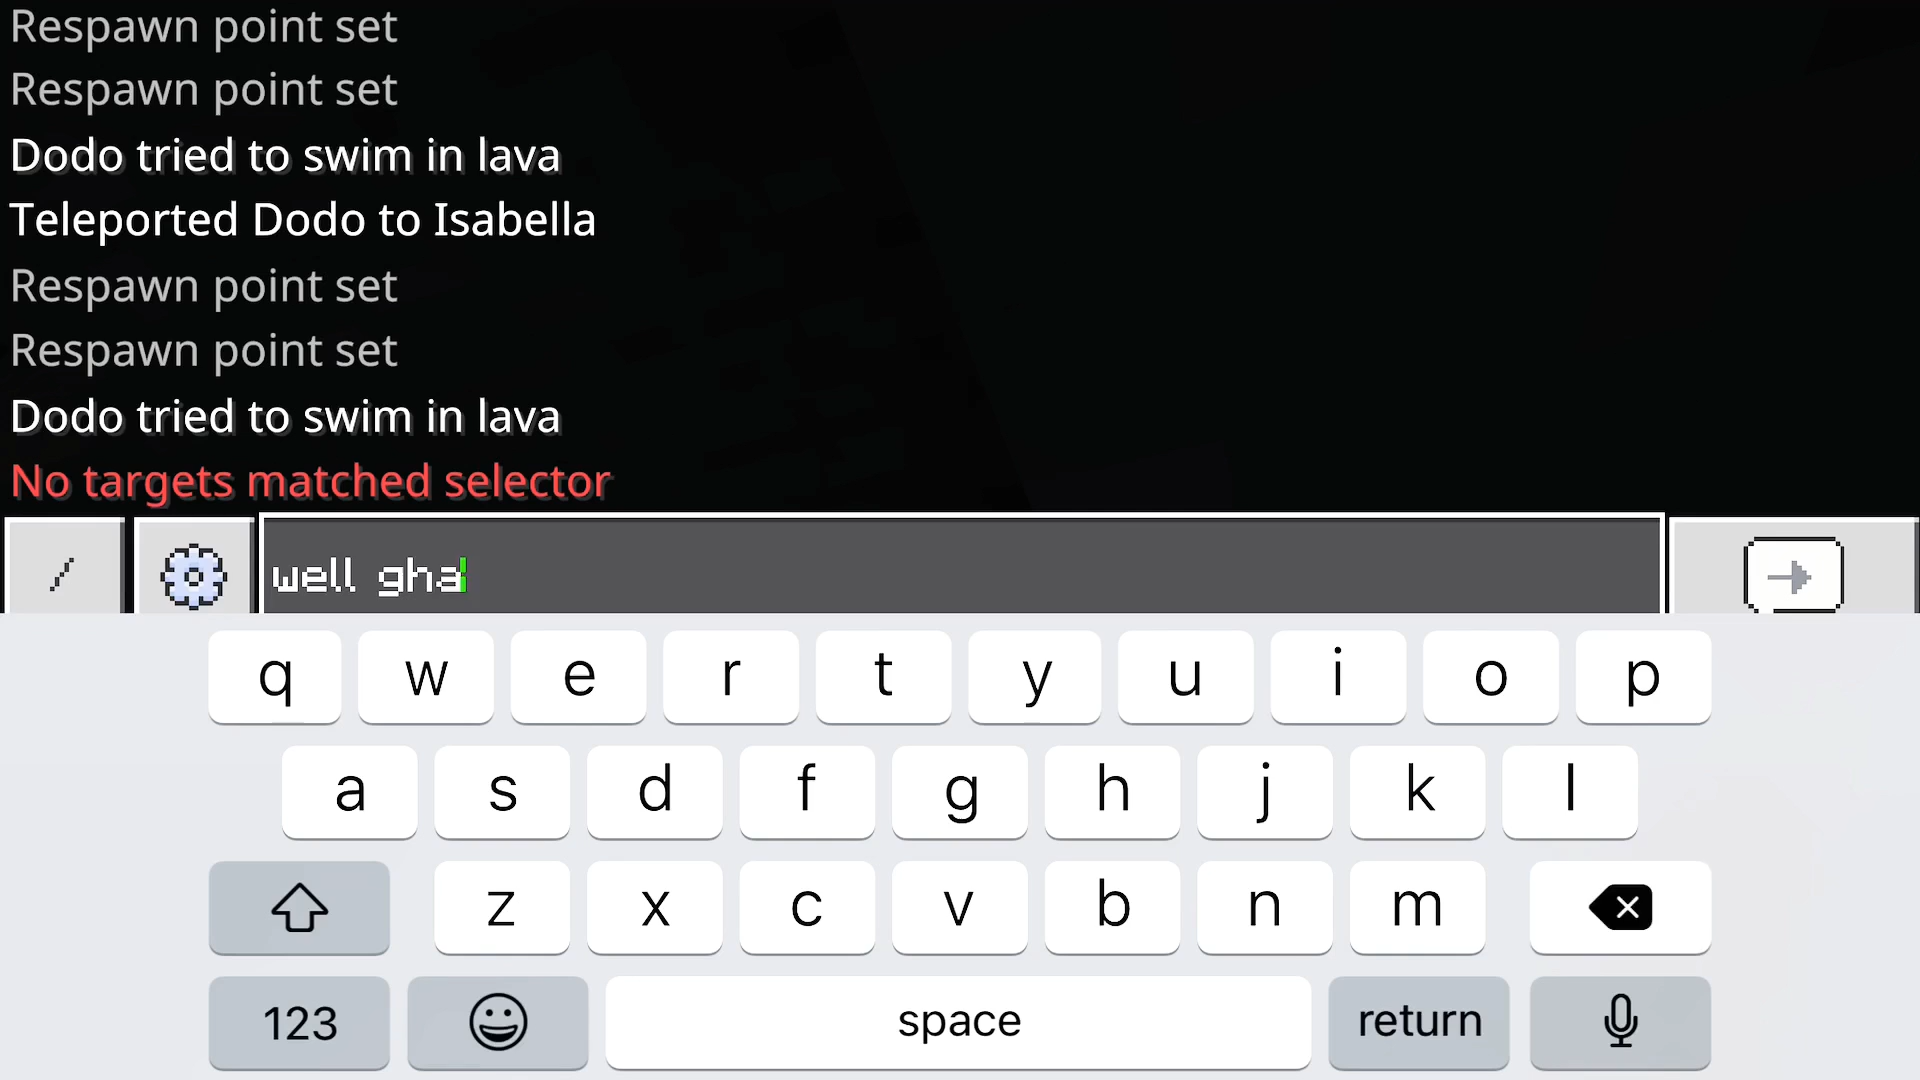 Respawn point set
Respawn point set
Dodo tried to swim in lava
Teleported Dodo to Isabella
Respawn point set
Respawn point set
Dodo tried to swim in lava
No targets matched selector
/
well gha
q w e r t y u i o p
a s d f g h j k l
z x c v b n m
123 space return